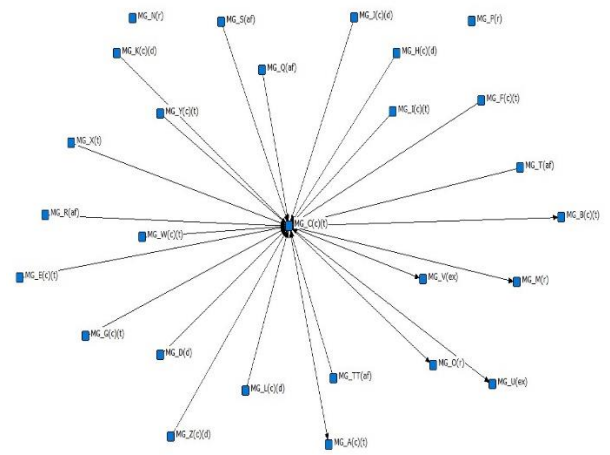 MG_N(r)
MG_S(af)
MG_J(c)(d)
MG_P(r)
MG_K(c)(d)
MG_H(c)(d)
MG_Q(af)
MG_F(c)(t)
MG_Y(c)(t)
MG_I(c)(t)
MG_X(t)
MG_T(af)
MG_R(af)
MG_B(c)(t)
MG_C(c)(t)
MG_W(c)(t)
MG_E(c)(t)
MG_V(ex)
MG_M(r)
MG_G(c)(t)
MG_D(d)
MG_O(r)
MG_TT(af)
MG_U(ex)
MG_L(c)(d)
MG_Z(c)(d)
MG_A(c)(t)